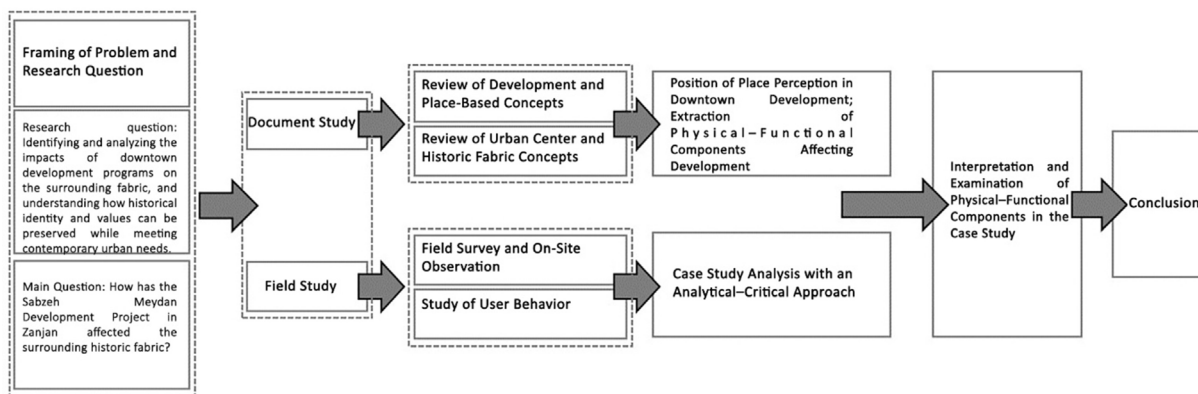 Framing of Problem and
Research Question
Research question:
Identifying and analyzing the
impacts of downtown
development programs on
the surrounding fabric, and
understanding how historical
identity and values can be
preserved while meeting
contemporary urban needs.
Main Question: How has the
Sabzeh Meydan
Development Project in
Zanjan affected the
surrounding historic fabric?
Document Study
Field Study
Review of Development and
Place-Based Concepts
Review of Urban Center and
Historic Fabric Concepts
Field Survey and On-Site
Observation
Study of User Behavior
Position of Place Perception in
Downtown Development;
Extraction of
Physical–Functional
Components Affecting
Development
Case Study Analysis with an
Analytical–Critical Approach
Interpretation and
Examination of
Physical–Functional
Components in the
Case Study
Conclusion